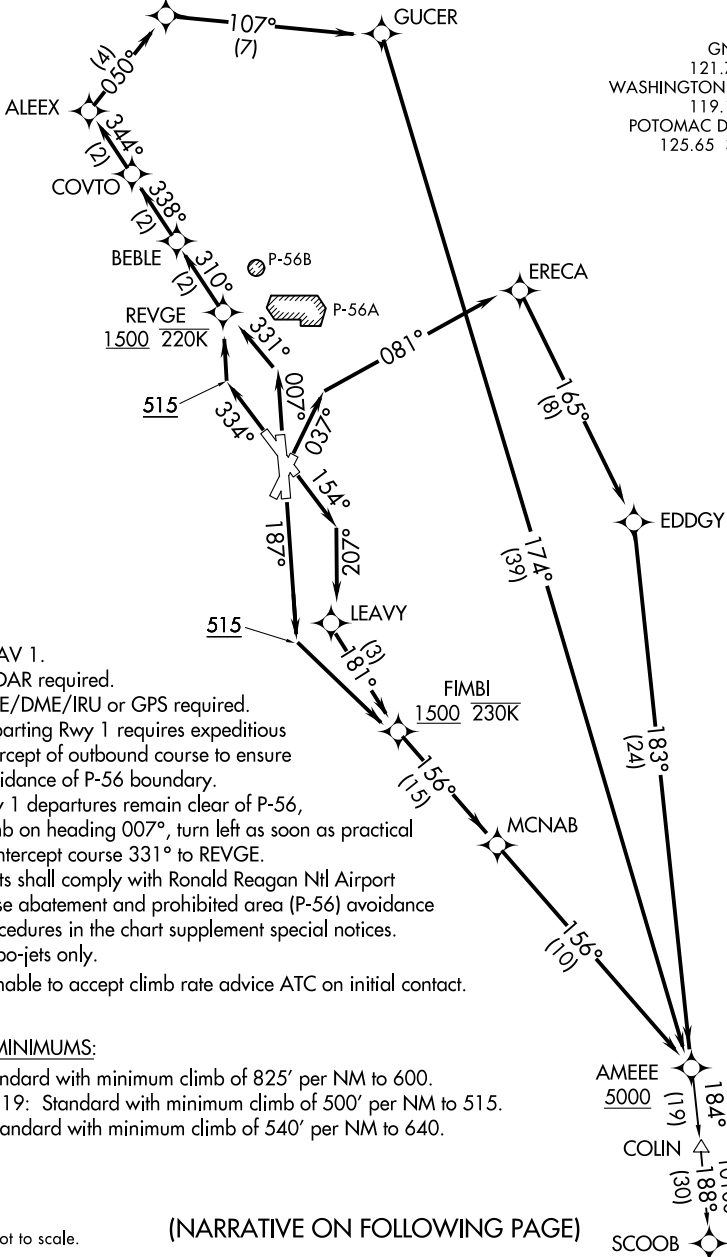 107°
(7)
GUCER
(4)
050°
ALEEX
344°
(2)
COVTO
338°
(2)
BEBLE
310°
(2)
P-56B
P-56A
REVGE
1500 220K
331°
007°
515
334°
037°
081°
ERECA
165°
(8)
EDDGY
154°
187°
207°
515
LEAVY
(3)
181°
FIMBI
1500 230K
174°
(39)
183°
(24)
156°
(15)
MCNAB
156°
(10)
AMEEE
5000
184°
(19)
COLIN
188°
(30)
SCOOB
121.7
WASHINGTON
119.
POTOMAC D
125.65
AV 1.
DAR required.
E/DME/IRU or GPS required.
parting Rwy 1 requires expeditious
ercept of outbound course to ensure
idance of P-56 boundary.
y 1 departures remain clear of P-56,
mb on heading 007°, turn left as soon as practical
ntercept course 331° to REVGE.
ts shall comply with Ronald Reagan Ntl Airport
se abatement and prohibited area (P-56) avoidance
cedures in the chart supplement special notices.
bo-jets only.
nable to accept climb rate advice ATC on initial contact.
MINIMUMS:
ndard with minimum climb of 825' per NM to 600.
19: Standard with minimum climb of 500' per NM to 515.
tandard with minimum climb of 540' per NM to 640.
ot to scale.
(NARRATIVE ON FOLLOWING PAGE)